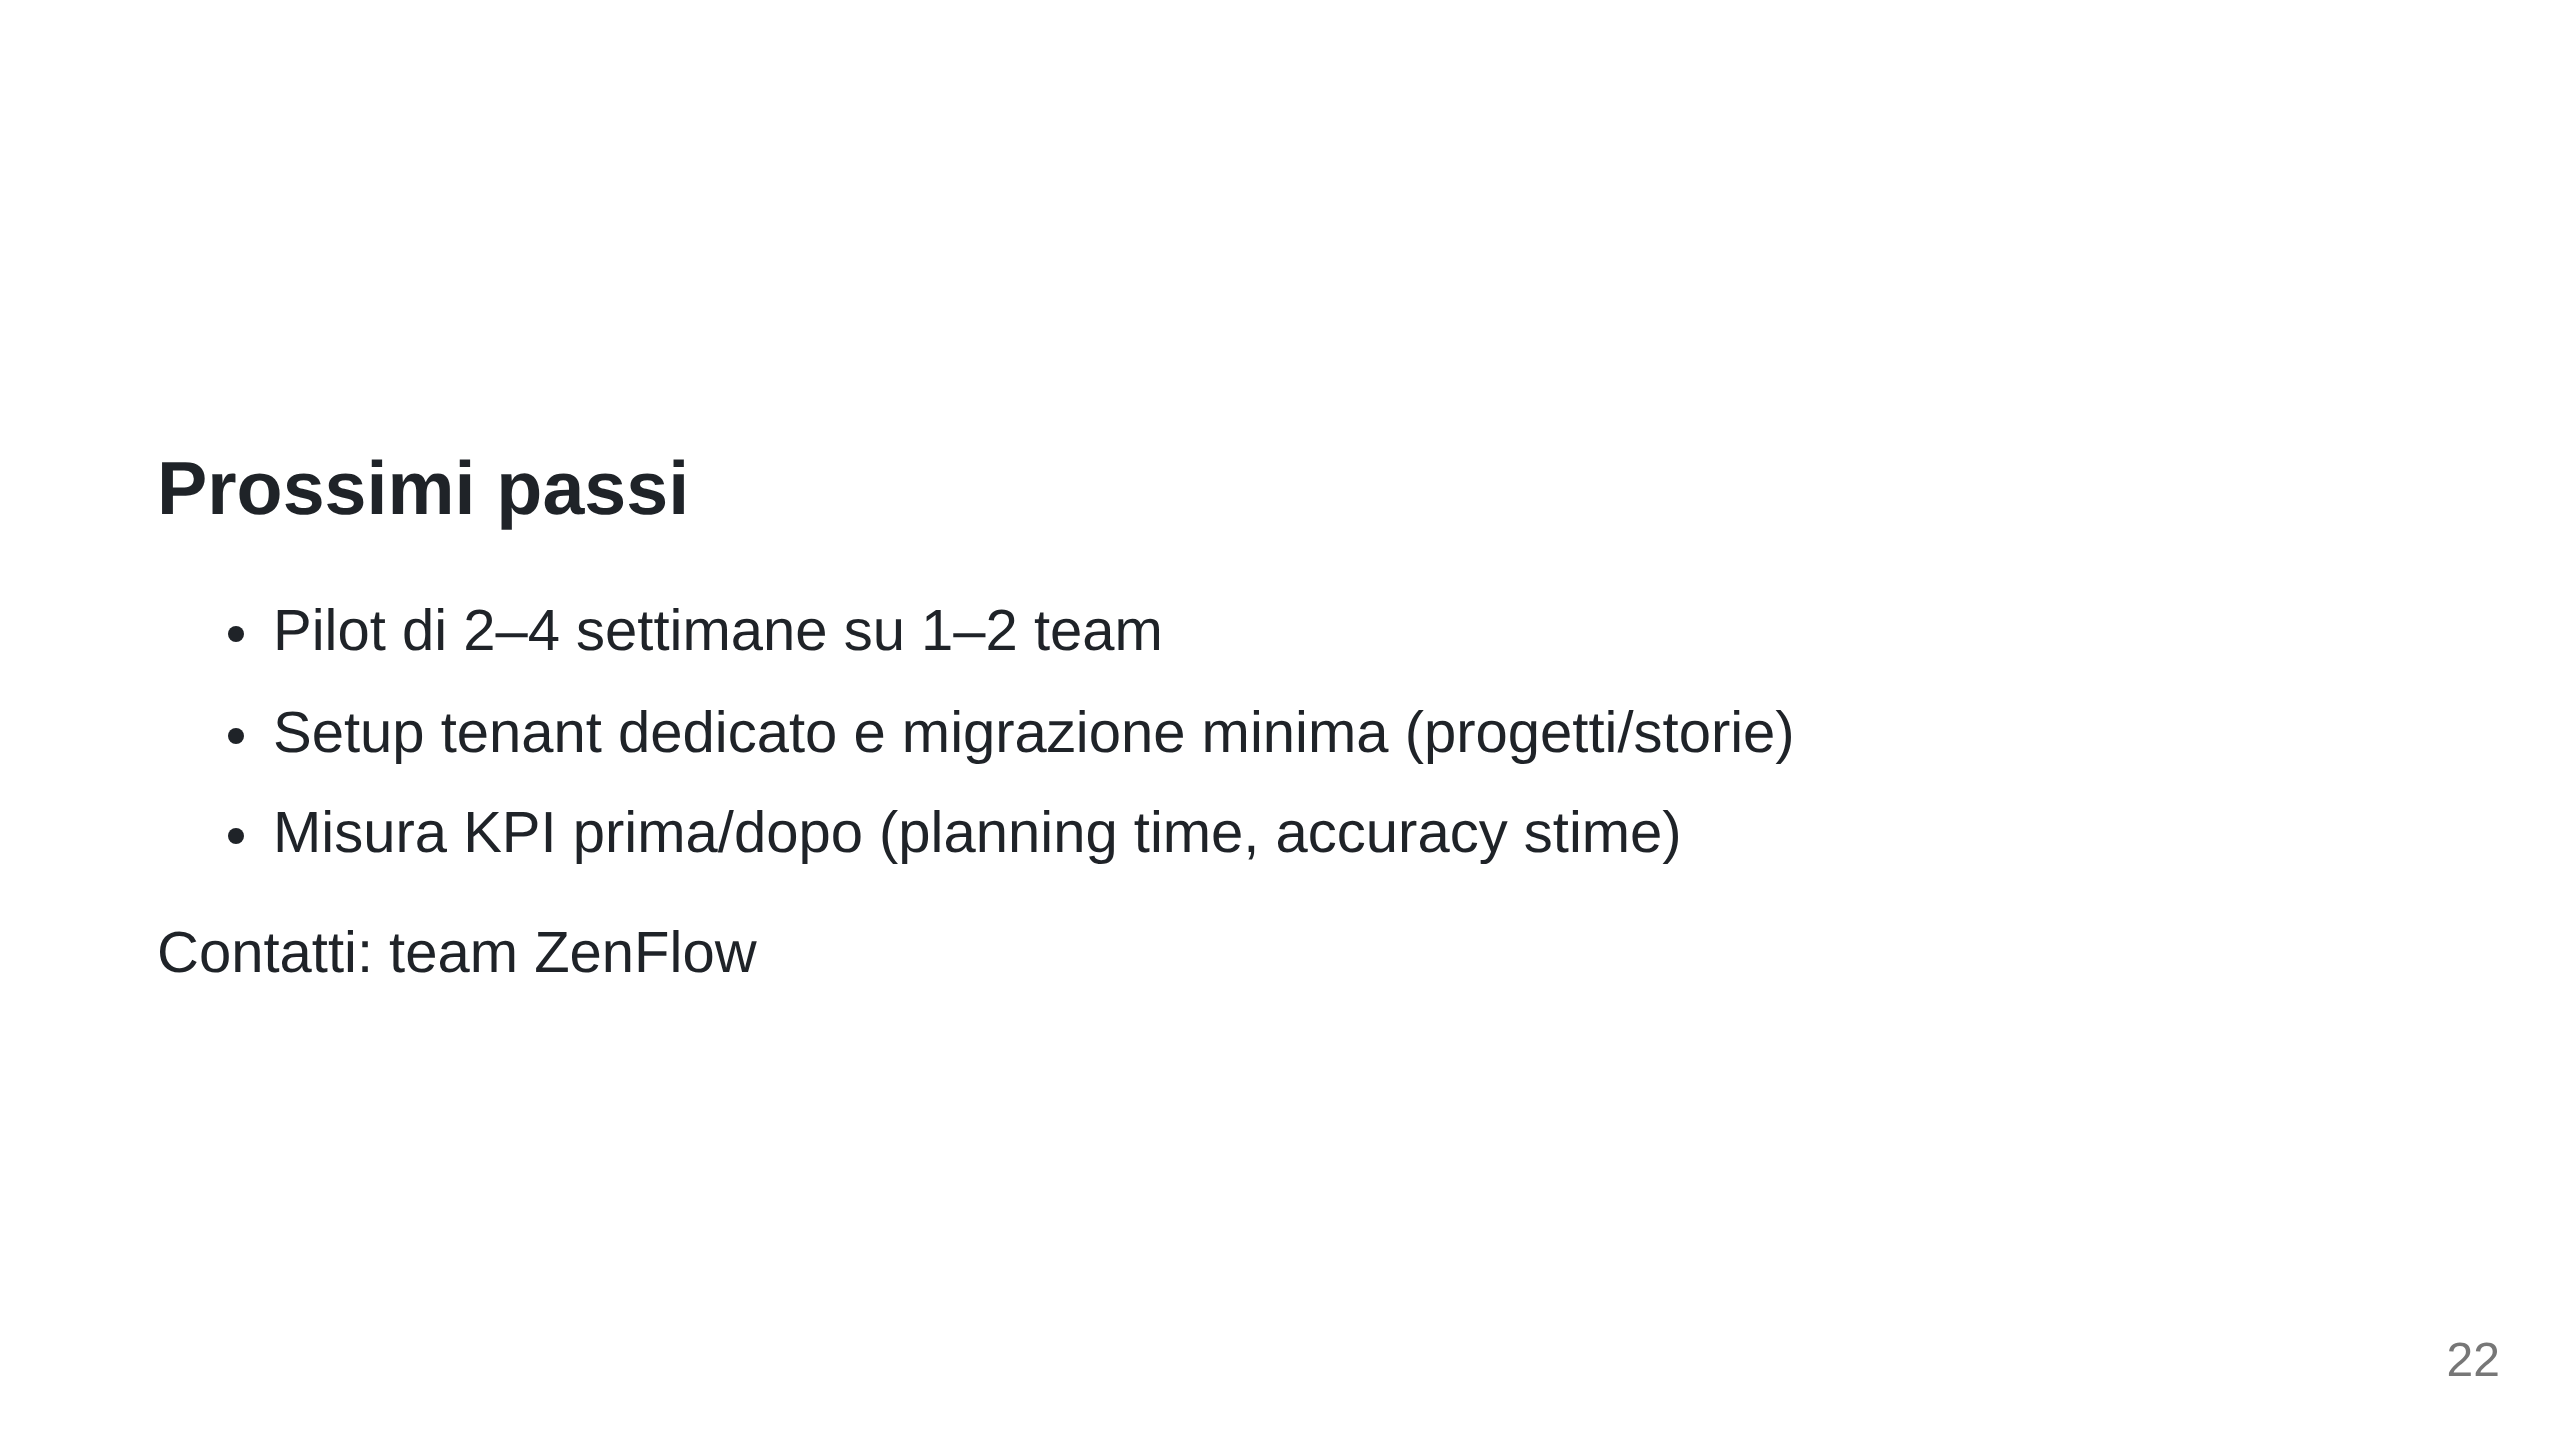 Prossimi passi
• Pilot di 2–4 settimane su 1–2 team
• Setup tenant dedicato e migrazione minima (progetti/storie)
• Misura KPI prima/dopo (planning time, accuracy stime)
Contatti: team ZenFlow
22